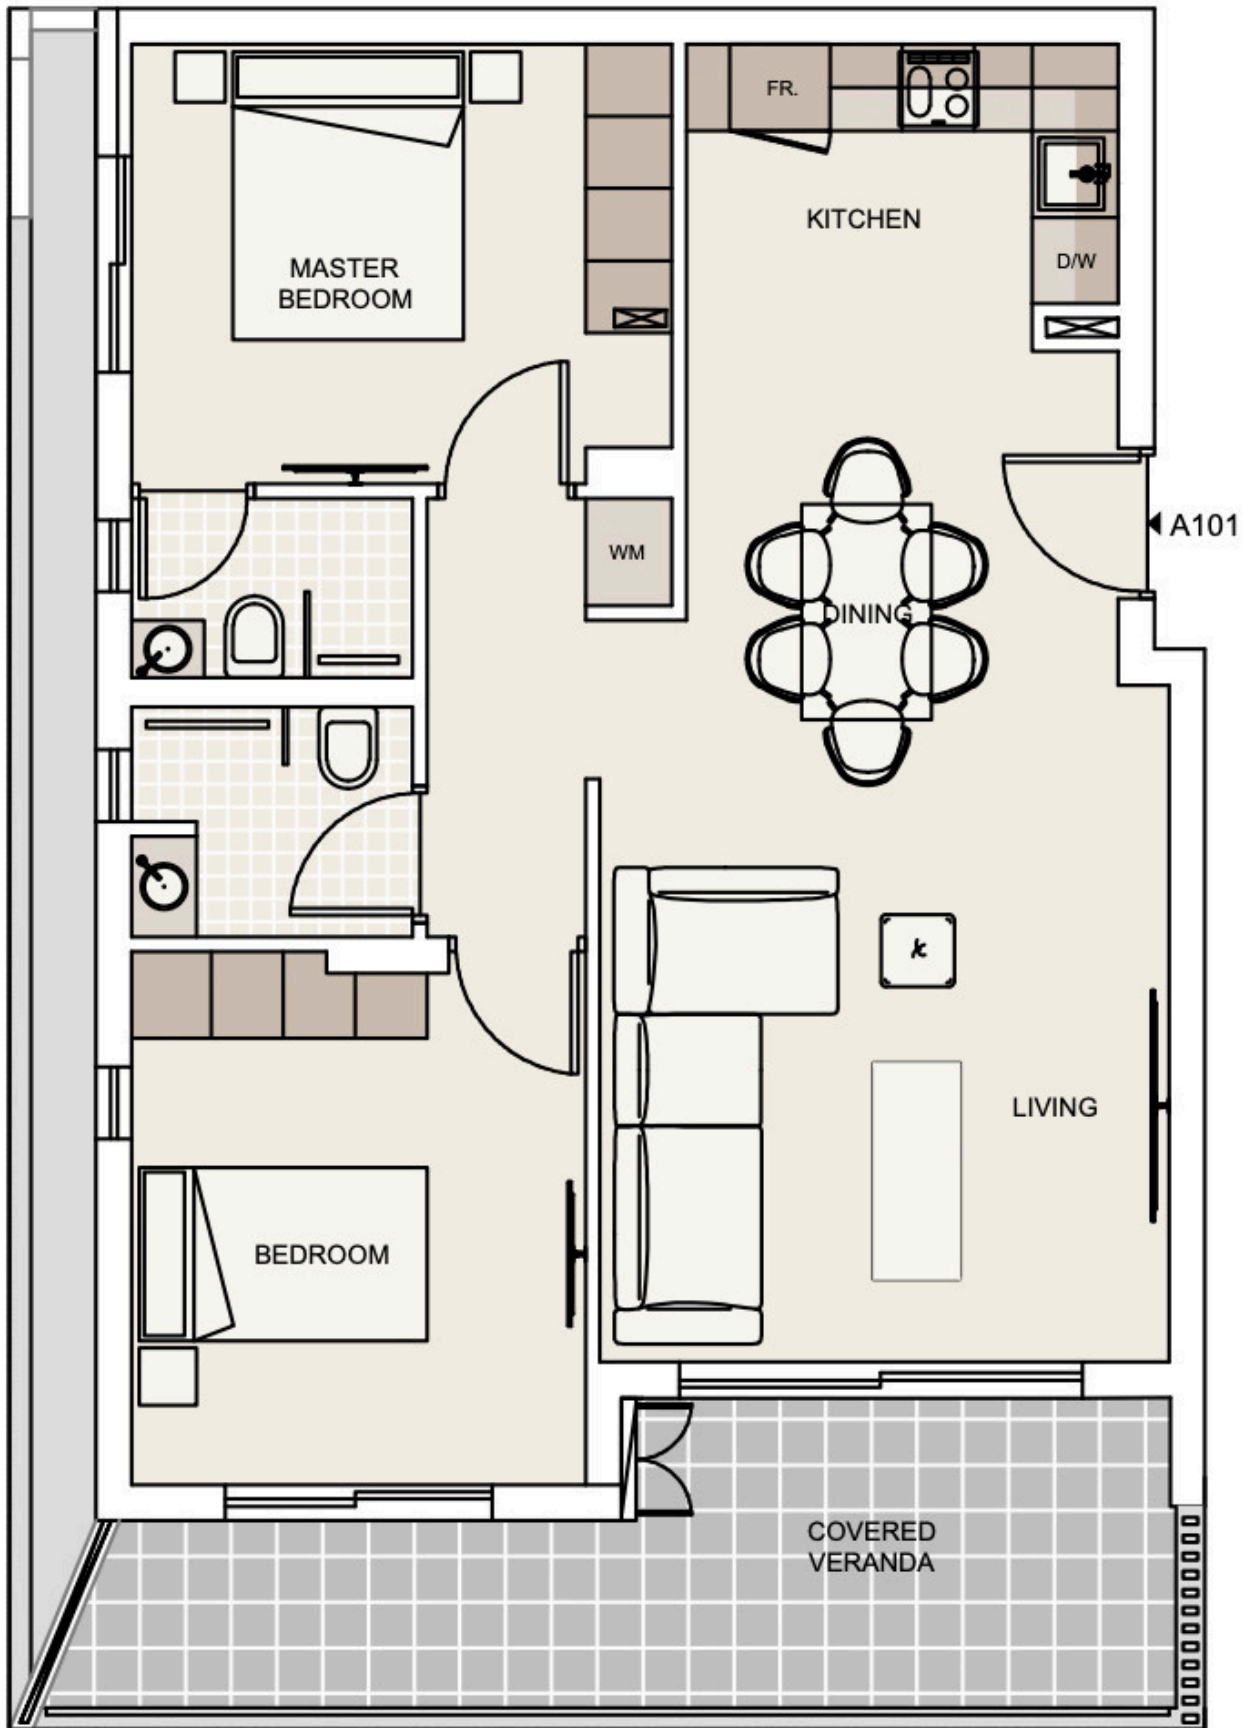 FR.
KITCHEN
MASTER
BEDROOM
D/W
A101
WM
DINING
LIVING
BEDROOM
COVERED
VERANDA